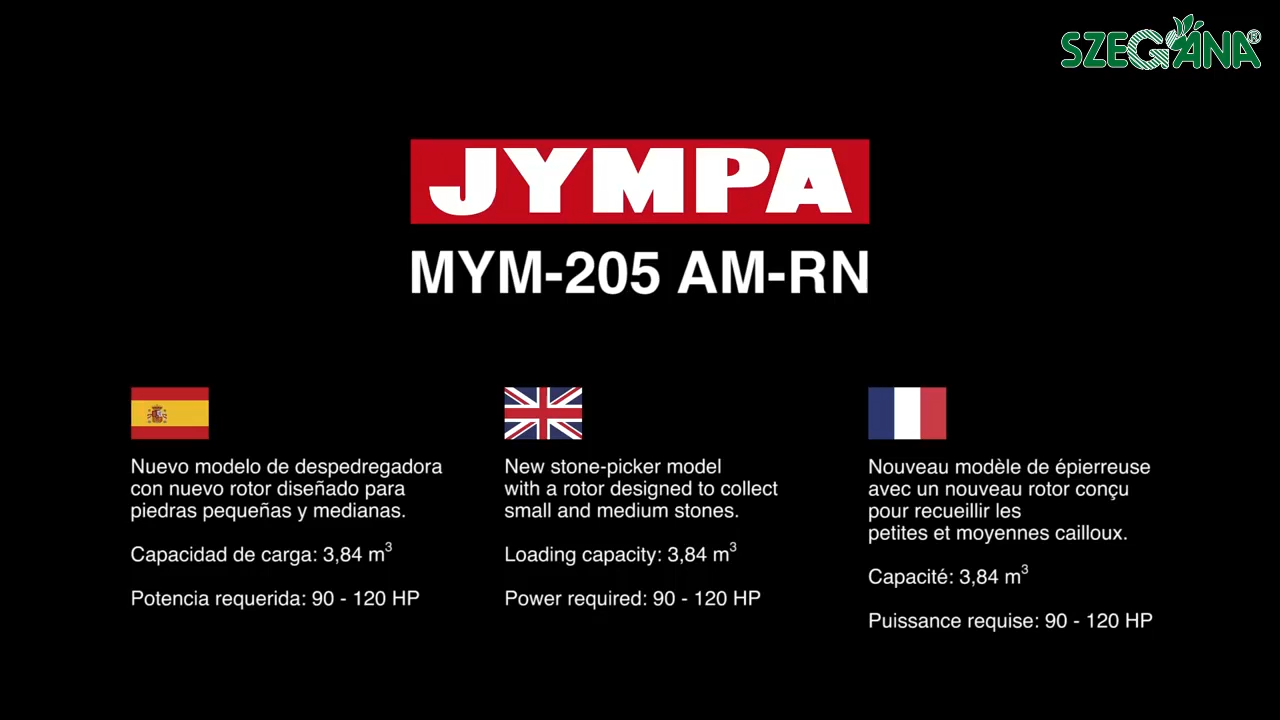 SZEGÁNA®
JYMPA
MYM-205 AM-RN
Nuevo modelo de despedregadora
con nuevo rotor diseñado para
piedras pequeñas y medianas.
Capacidad de carga: 3,84 m³
Potencia requerida: 90 - 120 HP
New stone-picker model
with a rotor designed to collect
small and medium stones.
Loading capacity: 3,84 m³
Power required: 90 - 120 HP
Nouveau modèle de épierreuse
avec un nouveau rotor conçu
pour recueillir les
petites et moyennes cailloux.
Capacité: 3,84 m³
Puissance requise: 90 - 120 HP